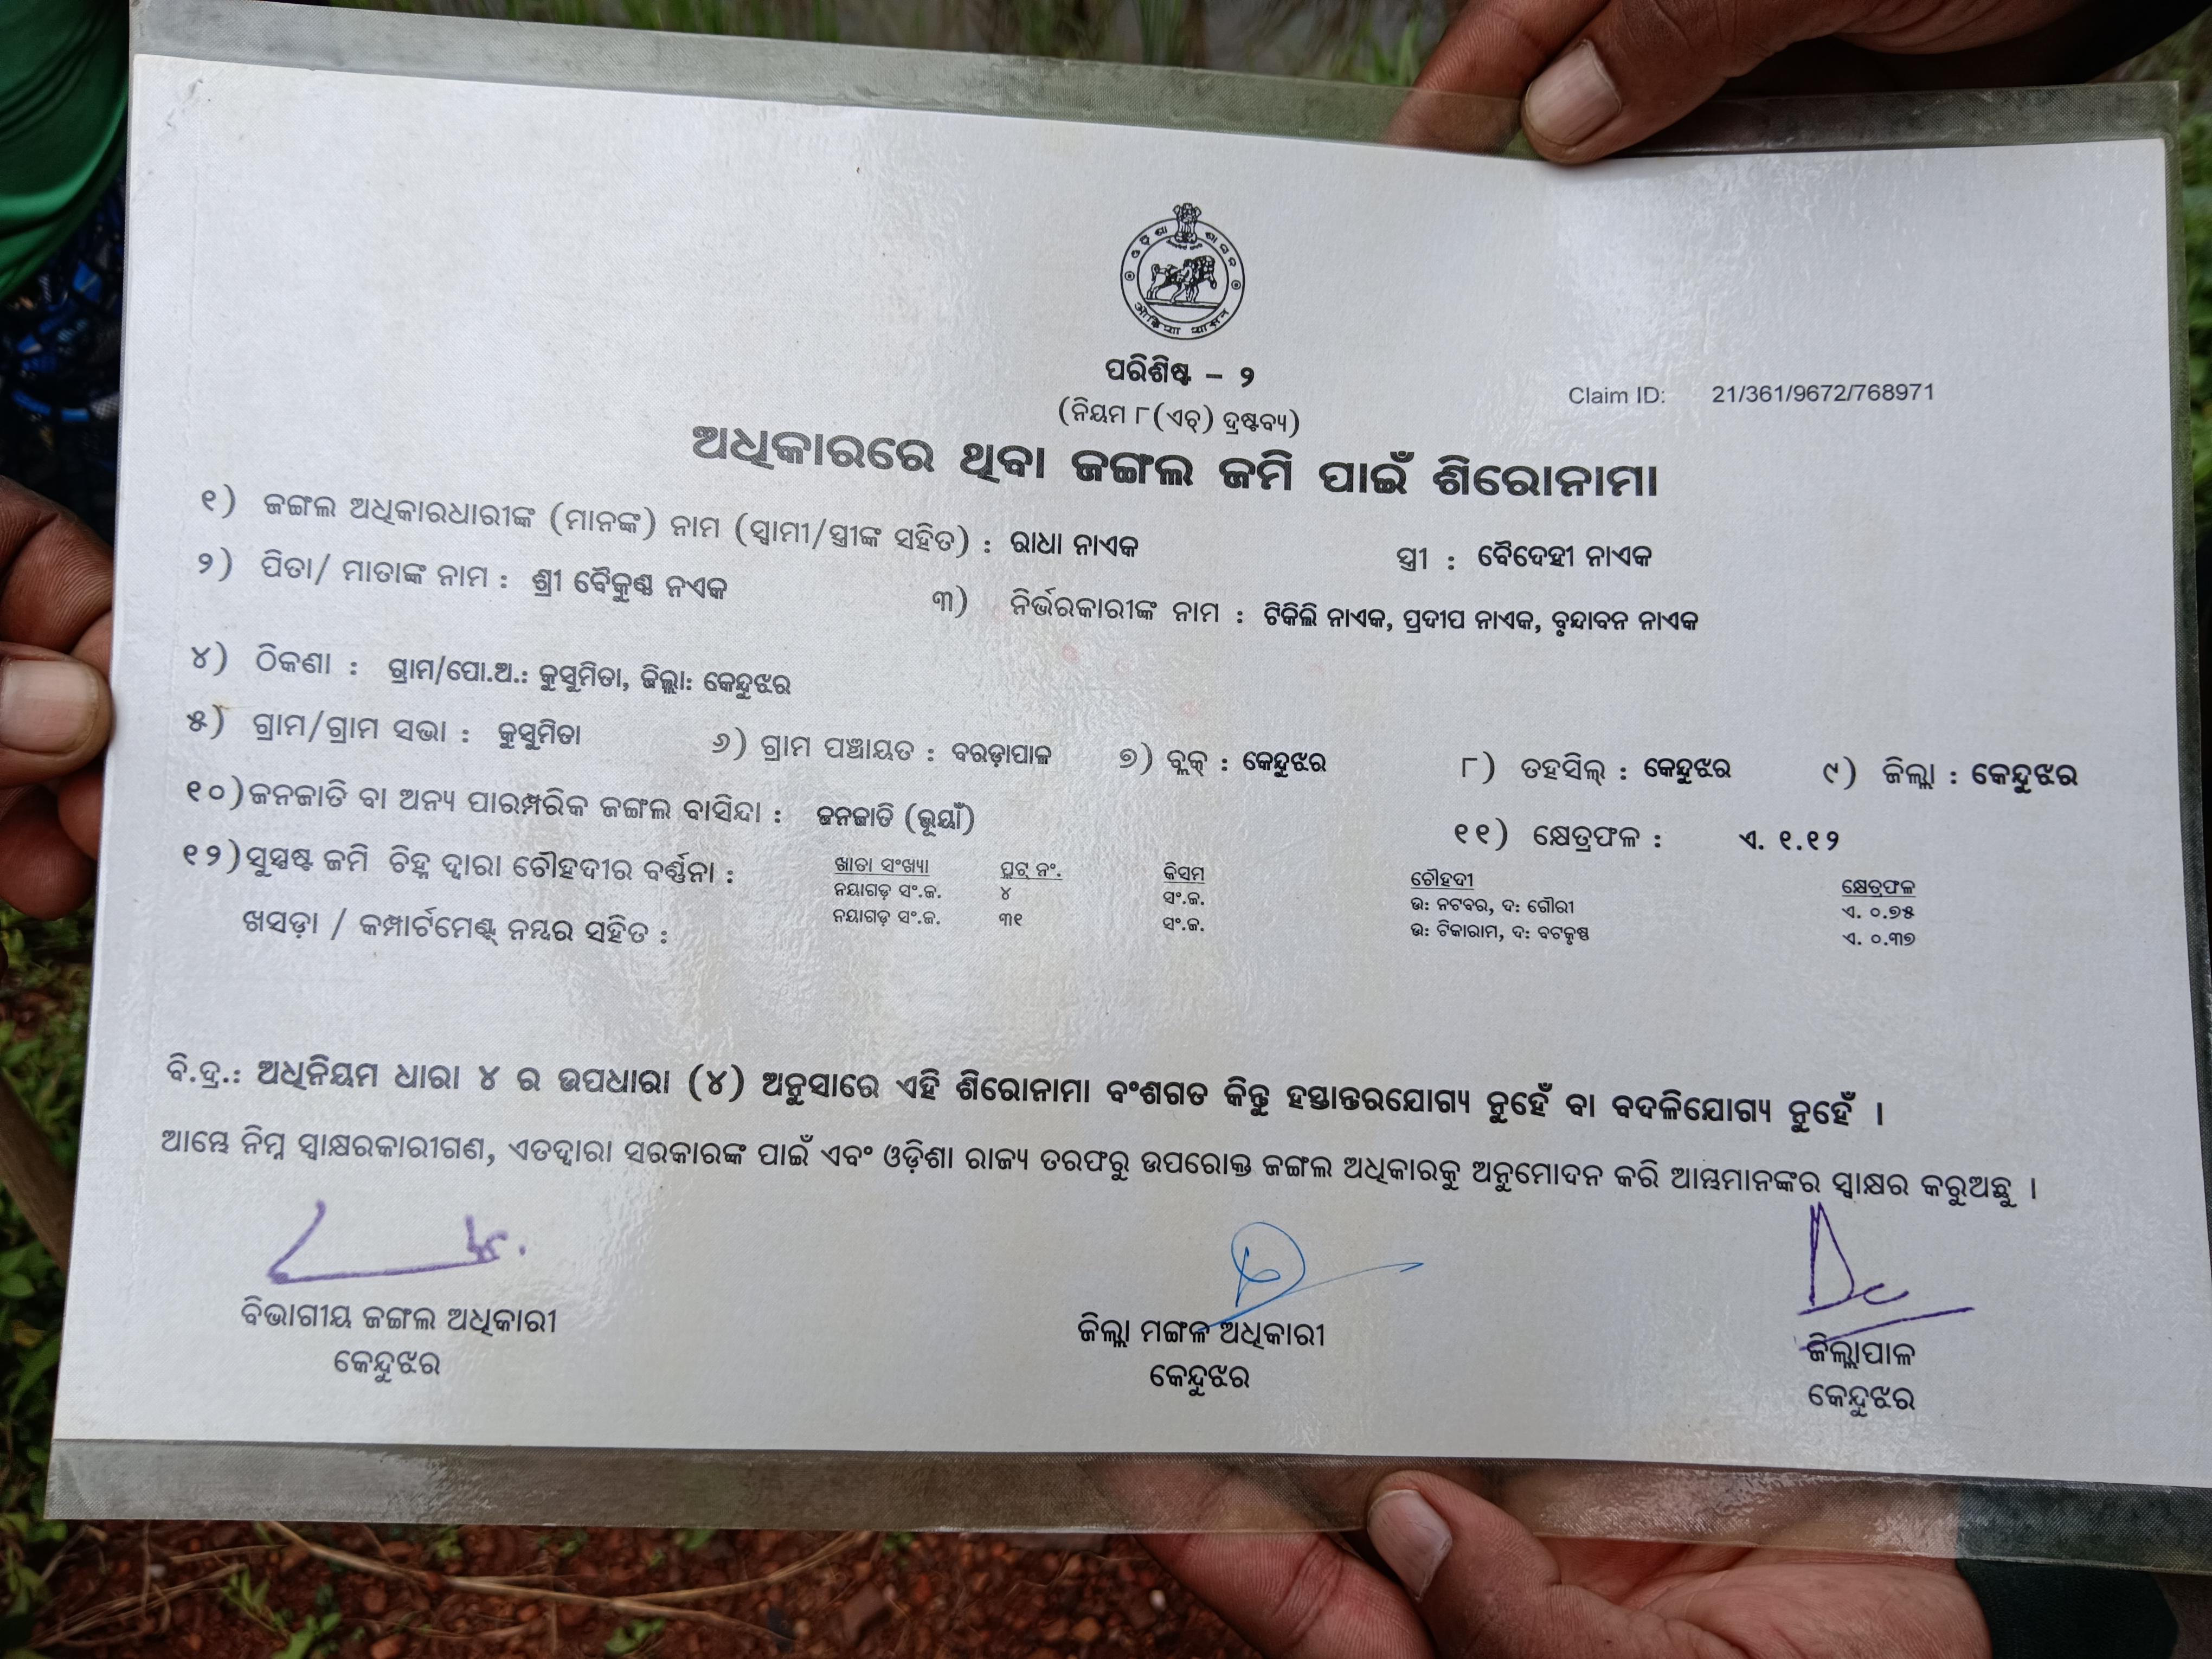 ଓଡ଼ିଶା ଶାସନ
ओड़िशा शासन
ପରିଶିଷ୍ଟ – ୨
(ନିୟମ ୮(ଏଚ୍) ଦ୍ରଷ୍ଟବ୍ୟ)
Claim ID: 21/361/9672/768971
ଅଧିକାରରେ ଥିବା ଜଙ୍ଗଲ ଜମି ପାଇଁ ଶିରୋନାମା
୧) ଜଙ୍ଗଲ ଅଧିକାରଧାରୀଙ୍କ (ମାନଙ୍କ) ନାମ (ସ୍ୱାମୀ/ସ୍ତ୍ରୀଙ୍କ ସହିତ) : ରାଧା ନାଏକ ସ୍ତ୍ରୀ : ବୈଦେହୀ ନାଏକ
୨) ପିତା/ ମାତାଙ୍କ ନାମ : ଶ୍ରୀ ବୈକୁଣ୍ଠ ନଏକ ୩) ନିର୍ଭରକାରୀଙ୍କ ନାମ : ଟିକିଲି ନାଏକ, ପ୍ରଦୀପ ନାଏକ, ବୃନ୍ଦାବନ ନାଏକ
୪) ଠିକଣା : ଗ୍ରାମ/ପୋ.ଅ.: କୁସୁମିତା, ଜିଲ୍ଲା: କେନ୍ଦୁଝର
୫) ଗ୍ରାମ/ଗ୍ରାମ ସଭା : କୁସୁମିତା ୬) ଗ୍ରାମ ପଞ୍ଚାୟତ : ବରଡ଼ାପାଳ ୭) ବ୍ଲକ୍ : କେନ୍ଦୁଝର ୮) ତହସିଲ୍ : କେନ୍ଦୁଝର ୯) ଜିଲ୍ଲା : କେନ୍ଦୁଝର
୧୦) ଜନଜାତି ବା ଅନ୍ୟ ପାରମ୍ପରିକ ଜଙ୍ଗଲ ବାସିନ୍ଦା : ଜନଜାତି (ଭୂୟାଁ) ୧୧) କ୍ଷେତ୍ରଫଳ : ଏ. ୧.୧୨
୧୨) ସୁସ୍ପଷ୍ଟ ଜମି ଚିହ୍ନ ଦ୍ୱାରା ଚୌହଦୀର ବର୍ଣ୍ଣନା :
ଖସଡ଼ା / କମ୍ପାର୍ଟମେଣ୍ଟ୍ ନମ୍ବର ସହିତ :
ଖାତା ସଂଖ୍ୟା ପ୍ଲଟ୍ ନଂ. କିସମ ଚୌହଦୀ କ୍ଷେତ୍ରଫଳ
ନୟାଗଡ଼ ସଂ.ଜ. ୪ ସଂ.ଜ. ଉ: ନଟବର, ଦ: ଗୌରୀ ଏ. ୦.୭୫
ନୟାଗଡ଼ ସଂ.ଜ. ୩୧ ସଂ.ଜ. ଉ: ଟିକାରାମ, ଦ: ବଟକୃଷ୍ଣ ଏ. ୦.୩୭
ବି.ଦ୍ର.: ଅଧିନିୟମ ଧାରା ୪ ର ଉପଧାରା (୪) ଅନୁସାରେ ଏହି ଶିରୋନାମା ବଂଶଗତ କିନ୍ତୁ ହସ୍ତାନ୍ତରଯୋଗ୍ୟ ନୁହେଁ ବା ବଦଳିଯୋଗ୍ୟ ନୁହେଁ ।
ଆମ୍ଭେ ନିମ୍ନ ସ୍ୱାକ୍ଷରକାରୀଗଣ, ଏତଦ୍ୱାରା ସରକାରଙ୍କ ପାଇଁ ଏବଂ ଓଡ଼ିଶା ରାଜ୍ୟ ତରଫରୁ ଉପରୋକ୍ତ ଜଙ୍ଗଲ ଅଧିକାରକୁ ଅନୁମୋଦନ କରି ଆମ୍ଭମାନଙ୍କର ସ୍ୱାକ୍ଷର କରୁଅଛୁ ।
ବିଭାଗୀୟ ଜଙ୍ଗଲ ଅଧିକାରୀ
କେନ୍ଦୁଝର
ଜିଲ୍ଲା ମଙ୍ଗଳ ଅଧିକାରୀ
କେନ୍ଦୁଝର
ଜିଲ୍ଲାପାଳ
କେନ୍ଦୁଝର